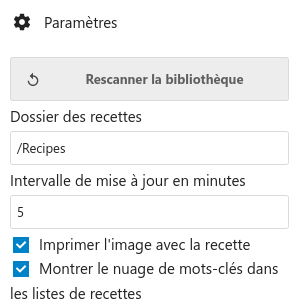 Paramètres
Rescanner la bibliothèque
Dossier des recettes
/Recipes
Intervalle de mise à jour en minutes
5
Imprimer l'image avec la recette
Montrer le nuage de mots-clés dans
les listes de recettes